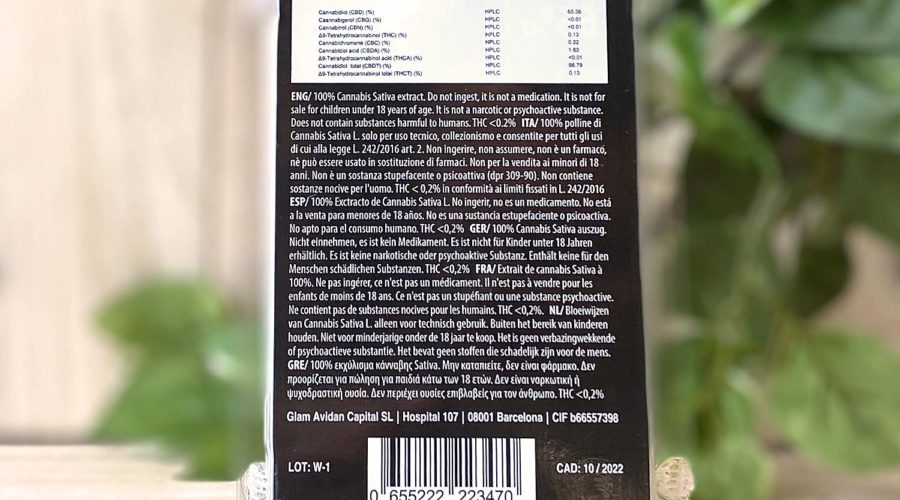 Cannabidiol (CBD) (%) HPLC 65.36
Cannabigerol (CBG) (%) HPLC <0.01
Cannabinol (CBN) (%) HPLC <0.01
Δ9-Tetrahydrocannabinol (THC) (%) HPLC 0.13
Cannabichromene (CBC) (%) HPLC 0.22
Cannabidiol acid (CBDA) (%) HPLC 1.63
Δ9-Tetrahydrocannabinol acid (THCA) (%) HPLC <0.01
Cannabidiol total (CBDT) (%) HPLC 66.79
Δ9-Tetrahydrocannabinol total (THCT) (%) HPLC 0.13
ENG/ 100% Cannabis Sativa extract. Do not ingest, it is not a medication. It is not for
sale for children under 18 years of age. It is not a narcotic or psychoactive substance.
Does not contain substances harmful to humans. THC <0.2% ITA/ 100% polline di
Cannabis Sativa L. solo per uso tecnico, collezionismo e consentite per tutti gli usi
di cui alla legge L. 242/2016 art. 2. Non Ingerire, non assumere, non è un farmaco,
nè può essere usato in sostituzione di farmaci. Non per la vendita ai minori di 18
anni. Non è un sostanza stupefacente o psicoattiva (dpr 309-90). Non contiene
sostanze nocive per l'uomo. THC < 0,2% in conformità ai limiti fissati in L. 242/2016
ESP/ 100% Exctracto de Cannabis Sativa L. No ingerir, no es un medicamento. No está
a la venta para menores de 18 años. No es una sustancia estupefaciente o psicoactiva.
No apto para el consumo humano. THC <0,2% GER/ 100% Cannabis Sativa auszug.
Nicht einnehmen, es ist kein Medikament. Es ist nicht für Kinder unter 18 Jahren
erhältlich. Es ist keine narkotische oder psychoaktive Substanz. Enthält keine für den
Menschen schädlichen Substanzen. THC <0,2% FRA/ Extrait de cannabis Sativa à
100%. Ne pas ingérer, ce n'est pas un médicament. Il n'est pas à vendre pour les
enfants de moins de 18 ans. Ce n'est pas un stupéfiant ou une substance psychoactive.
Ne contient pas de substances nocives pour les humains. THC <0,2%. NL/ Bloeiwijzen
van Cannabis Sativa L. alleen voor technisch gebruik. Buiten het bereik van kinderen
houden. Niet voor minderjarige onder de 18 jaar te koop. Het is geen verbazingwekkende
of psychoactieve substantie. Het bevat geen stoffen die schadelijk zijn voor de mens.
GRE/ 100% εκχύλισμα κάνναβης Sativa. Μην καταπιείτε, δεν είναι φάρμακο. Δεν
προορίζεται για πώληση για παιδιά κάτω των 18 ετών. Δεν είναι ναρκωτική ή
ψυχοδραστική ουσία. Δεν περιέχει ουσίες επιβλαβείς για τον άνθρωπο. THC <0,2%
Glam Avidan Capital SL | Hospital 107 | 08001 Barcelona | CIF b66557398
LOT: W-1
CAD: 10 / 2022
0 655222 223470